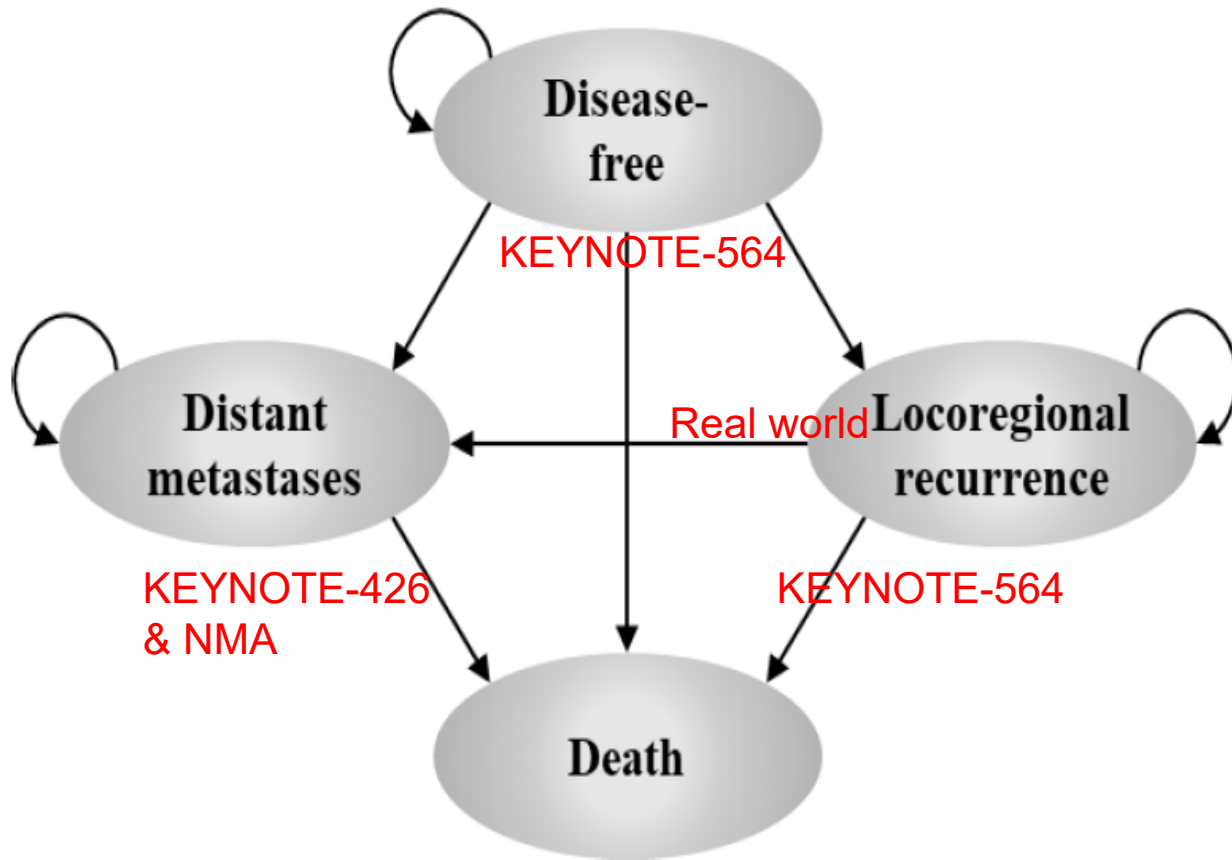 Disease-
free
KEYNOTE-564
Distant
metastases
Real world
Locoregional
recurrence
KEYNOTE-426
& NMA
KEYNOTE-564
Death